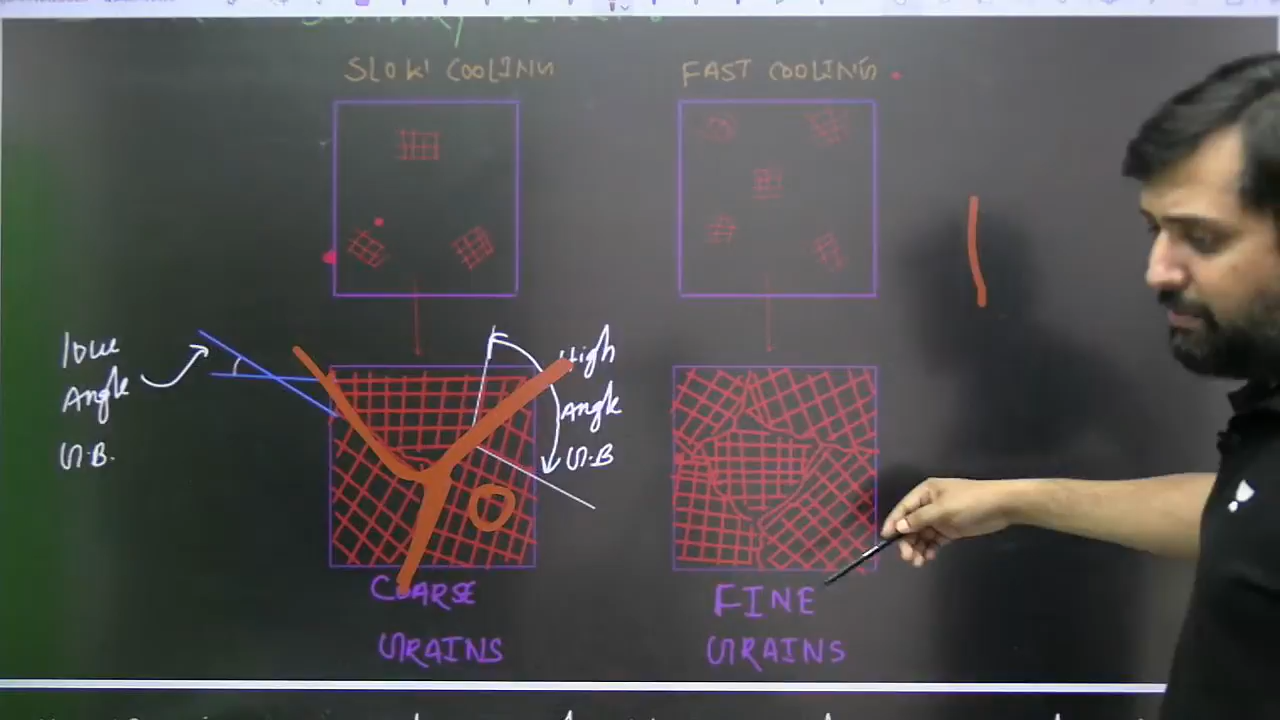 SLOW COOLING
FAST COOLING
low
Angle
G.B.
High
Angle
G.B
COARSE
GRAINS
FINE
GRAINS